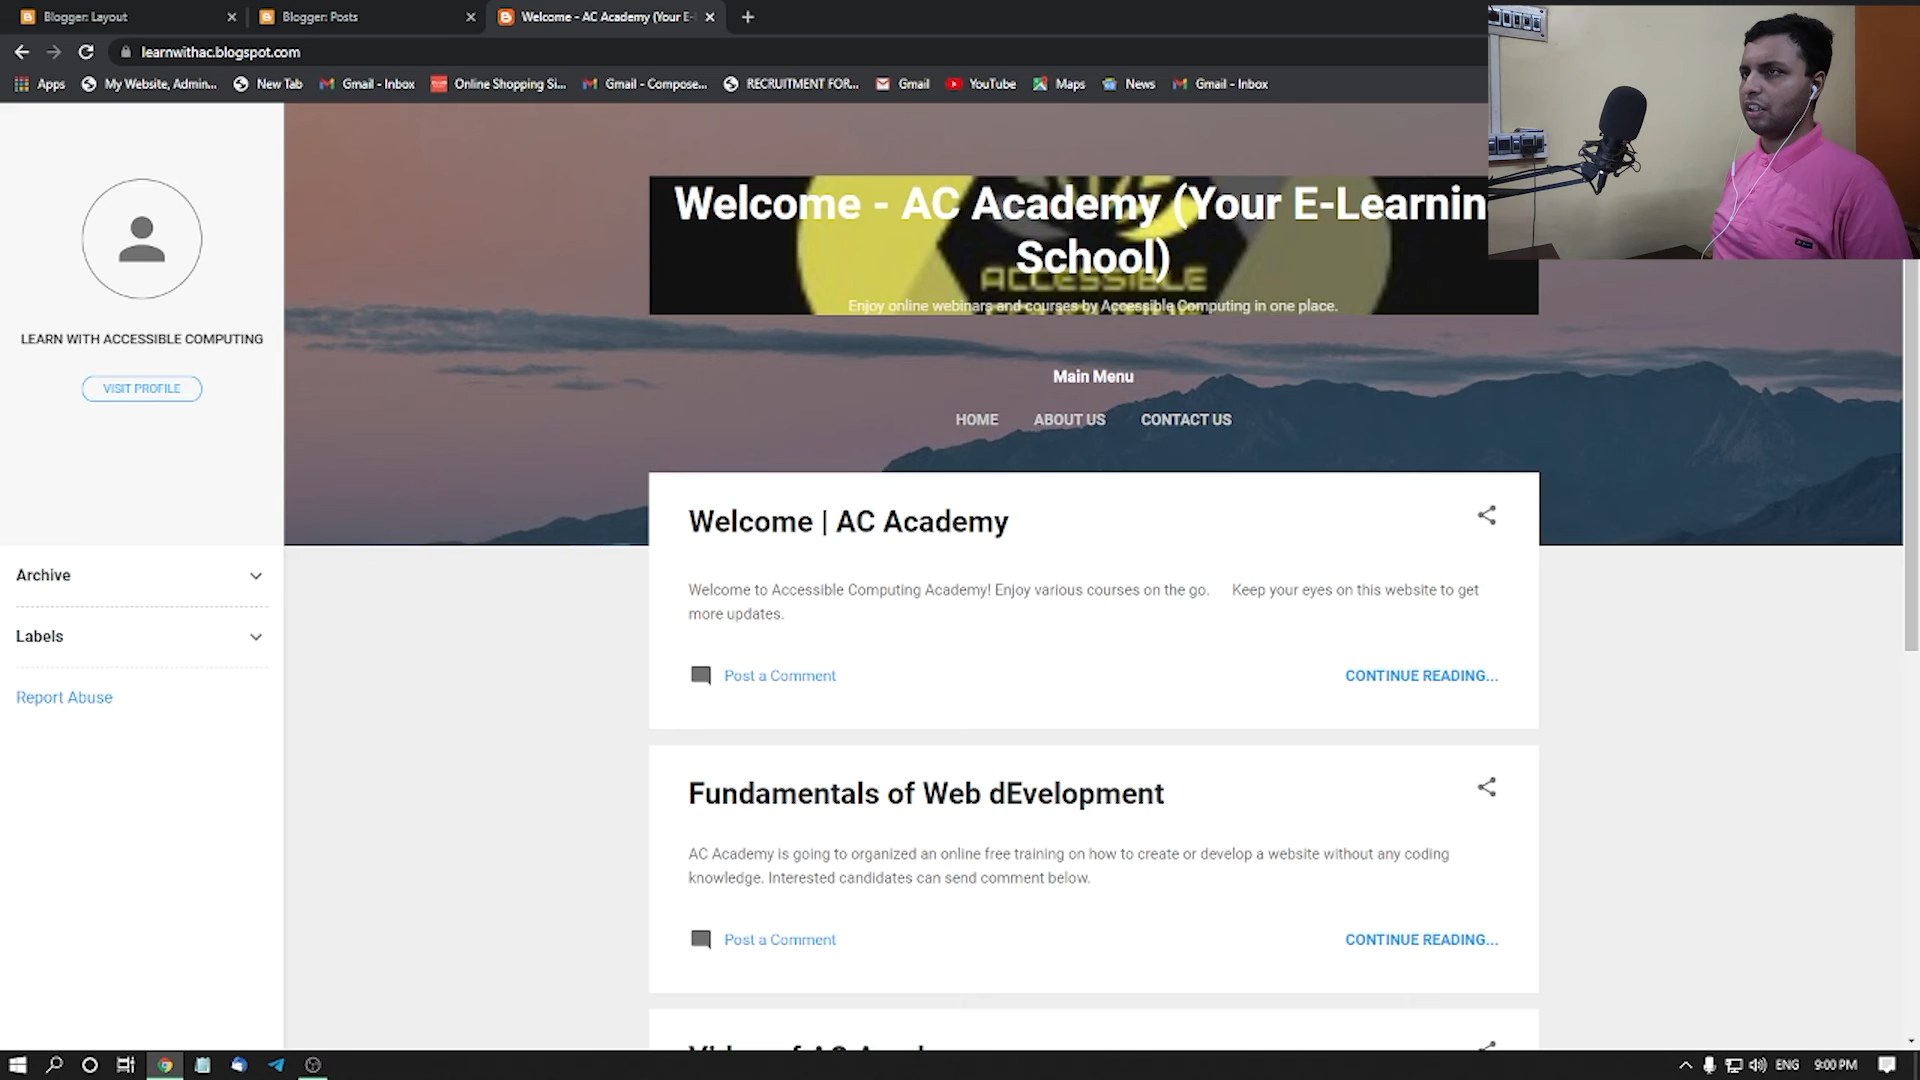 Blogger: Layout
Blogger: Posts
Welcome - AC Academy (Your E-
learnwithac.blogspot.com
Apps
My Website, Admin...
New Tab
Gmail - Inbox
Online Shopping Si...
Gmail - Compose...
RECRUITMENT FOR...
Gmail
YouTube
Maps
News
Gmail - Inbox
LEARN WITH ACCESSIBLE COMPUTING
VISIT PROFILE
Archive
Labels
Report Abuse
Welcome - AC Academy (Your E-Learnin
School)
ACCESSIBLE
Enjoy online webinars and courses by Accessible Computing in one place.
Main Menu
HOME
ABOUT US
CONTACT US
Welcome | AC Academy
Welcome to Accessible Computing Academy! Enjoy various courses on the go. Keep your eyes on this website to get
more updates.
Post a Comment
CONTINUE READING...
Fundamentals of Web dEvelopment
AC Academy is going to organized an online free training on how to create or develop a website without any coding
knowledge. Interested candidates can send comment below.
Post a Comment
CONTINUE READING...
ENG
9:00 PM